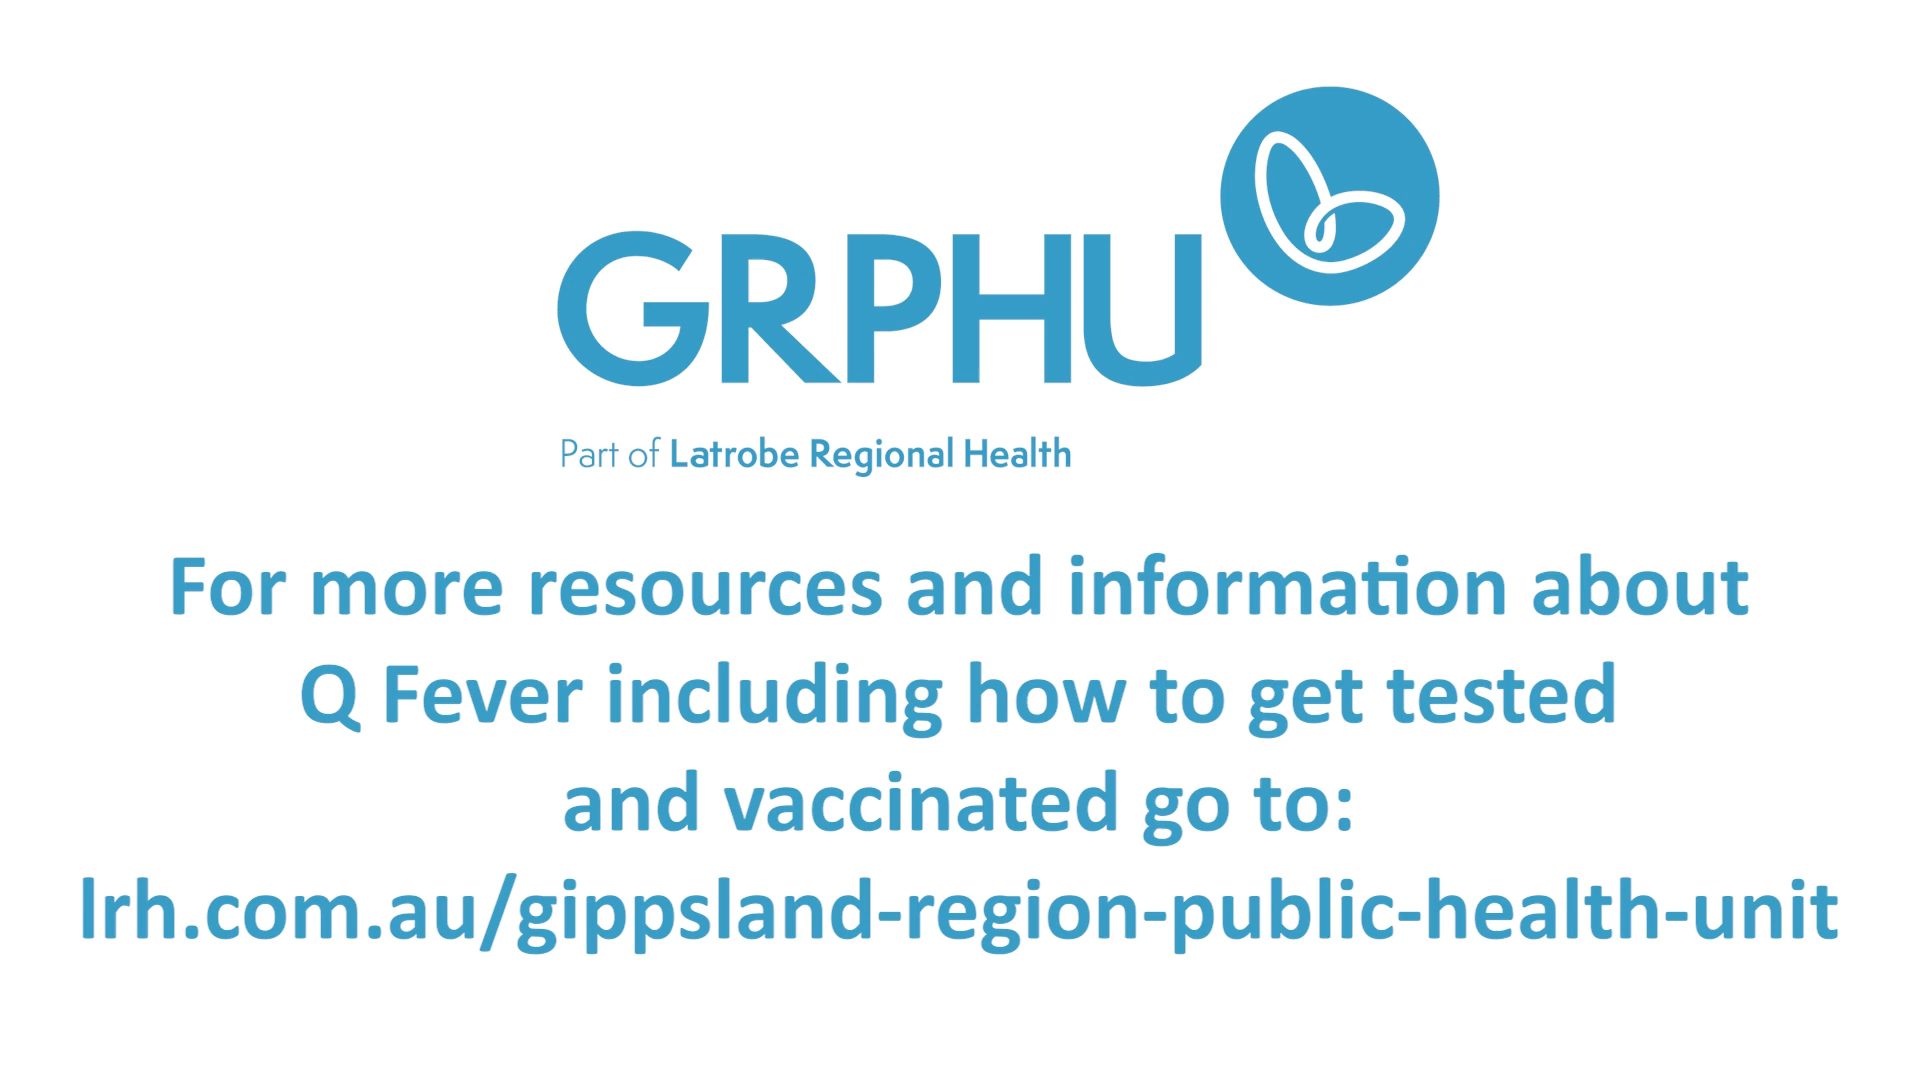 GRPHU
Part of Latrobe Regional Health
For more resources and information about
Q Fever including how to get tested
and vaccinated go to:
lrh.com.au/gippsland-region-public-health-unit